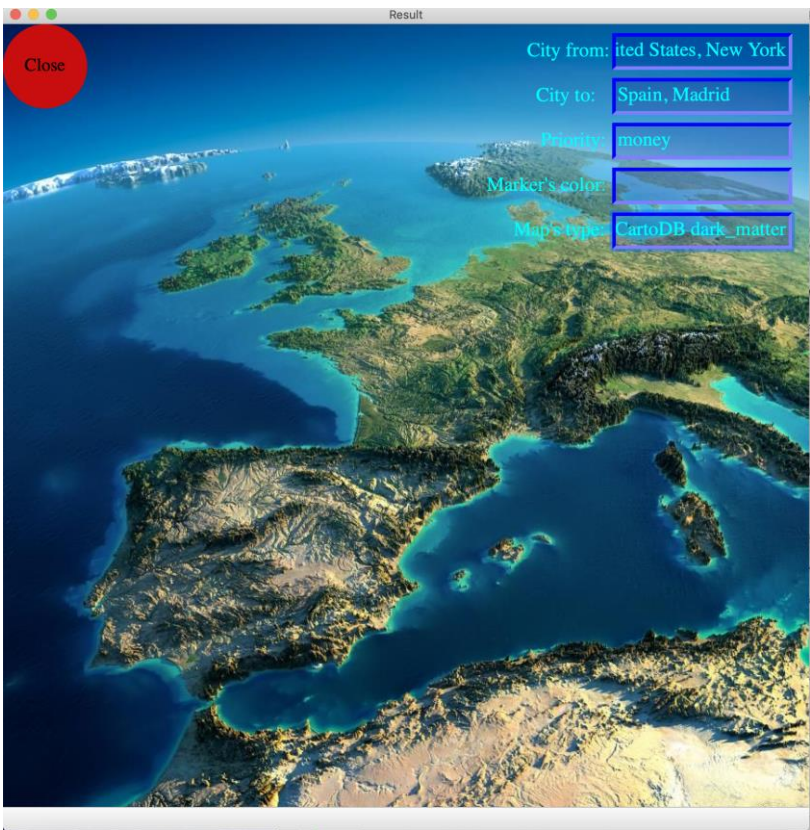 Result
Close
City from: ited States, New York
City to: Spain, Madrid
Priority: money
Marker's color:
Map's type: CartoDB dark_matter